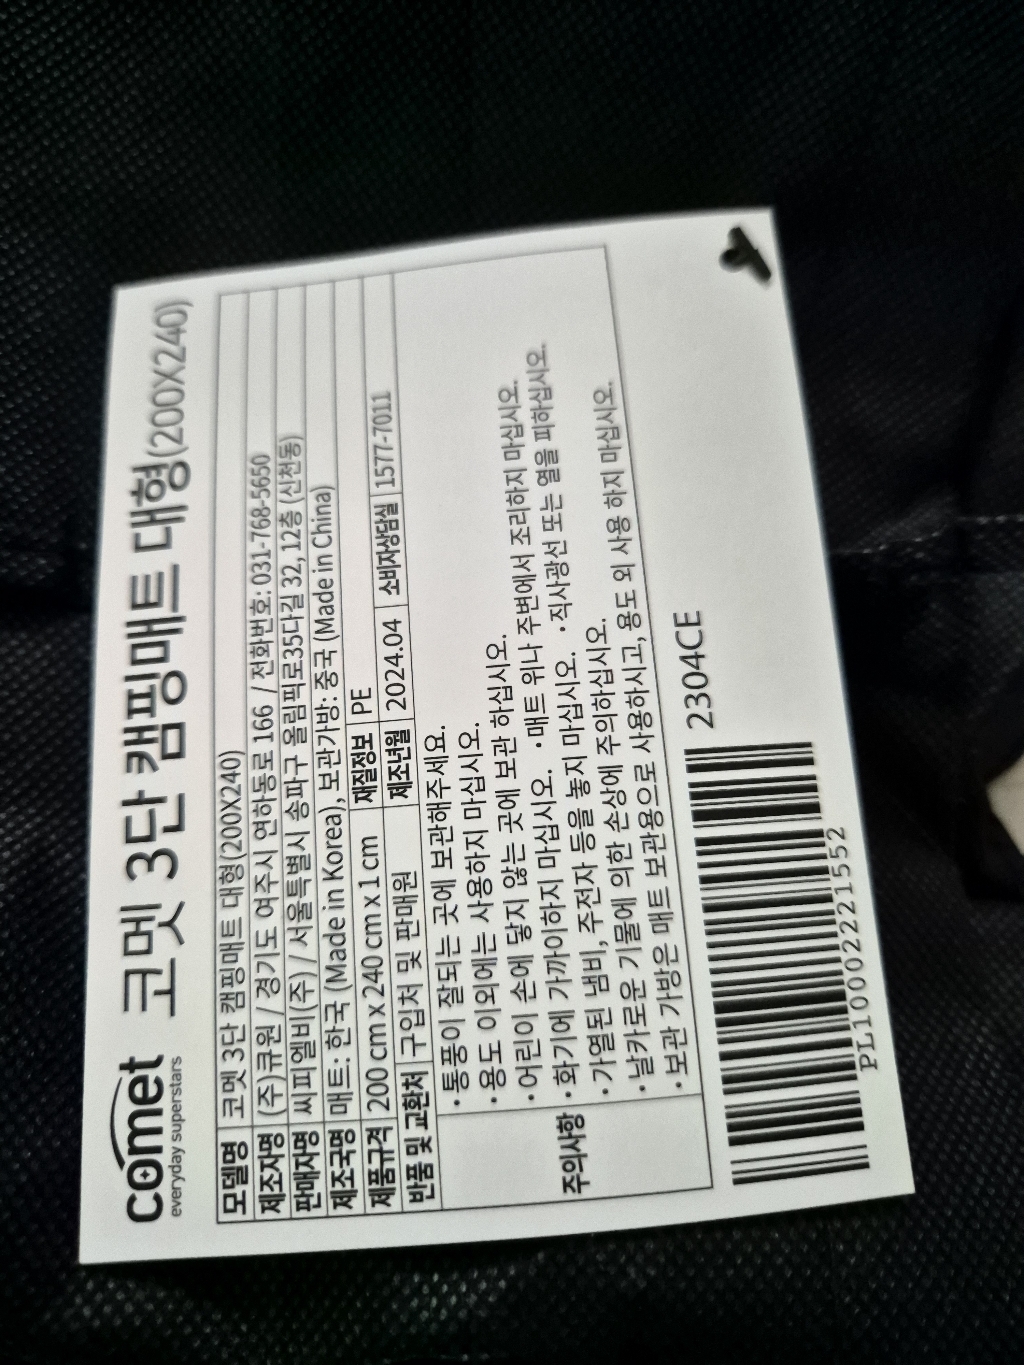 comet 코멧 3단 캠핑매트 대형(200X240)
everyday superstars
모델명 코멧 3단 캠핑매트 대형(200X240)
제조자명 (주)큐원 / 경기도 여주시 연하동로 166 / 전화번호: 031-768-5650
판매자명 씨피엘비(주) / 서울특별시 송파구 올림픽로35다길 32, 12층 (신천동)
제조국명 매트: 한국 (Made in Korea), 보관가방: 중국 (Made in China)
제품규격 200 cm x 240 cm x 1 cm 재질정보 PE
반품 및 교환처 구입처 및 판매원 제조년월 2024.04 소비자상담실 1577-7011
주의사항
·통풍이 잘되는 곳에 보관해주세요.
·용도 이외에는 사용하지 마십시오.
·어린이 손에 닿지 않는 곳에 보관 하십시오.
·화기에 가까이하지 마십시오. ·매트 위나 주변에서 조리하지 마십시오.
·가열된 냄비, 주전자 등을 놓지 마십시오. ·직사광선 또는 열을 피하십시오.
·날카로운 기물에 의한 손상에 주의하십시오.
·보관 가방은 매트 보관용으로 사용하시고, 용도 외 사용 하지 마십시오.
2304CE
PL1100022221552